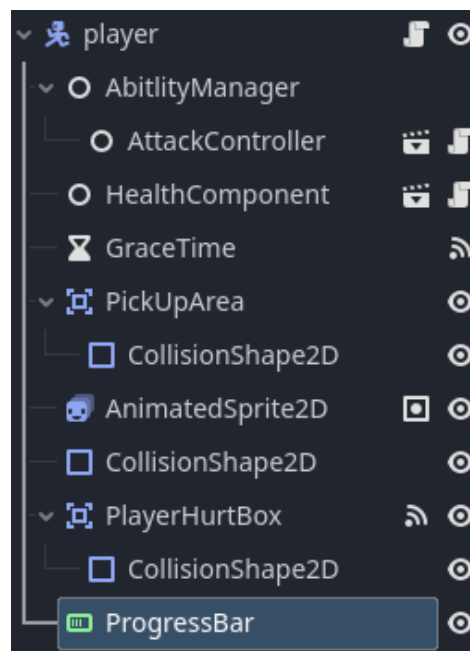 player
AbitlityManager
AttackController
HealthComponent
GraceTime
PickUpArea
CollisionShape2D
AnimatedSprite2D
CollisionShape2D
PlayerHurtBox
CollisionShape2D
ProgressBar